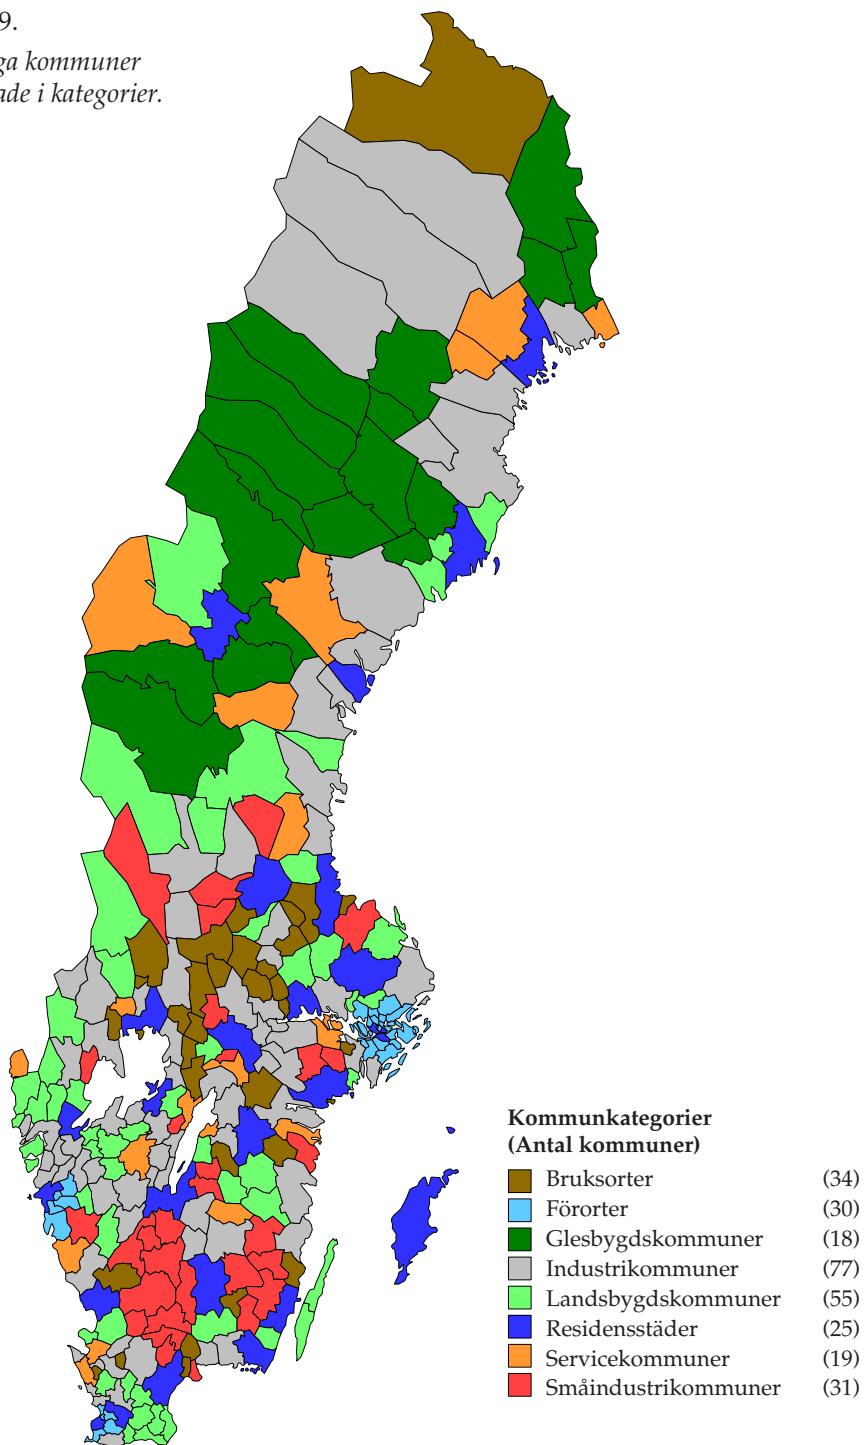 9.
ga kommuner
ade i kategorier.
Kommunkategorier
(Antal kommuner)
Bruksorter (34)
Förorter (30)
Glesbygdskommuner (18)
Industrikommuner (77)
Landsbygdskommuner (55)
Residensstäder (25)
Servicekommuner (19)
Småindustrikommuner (31)